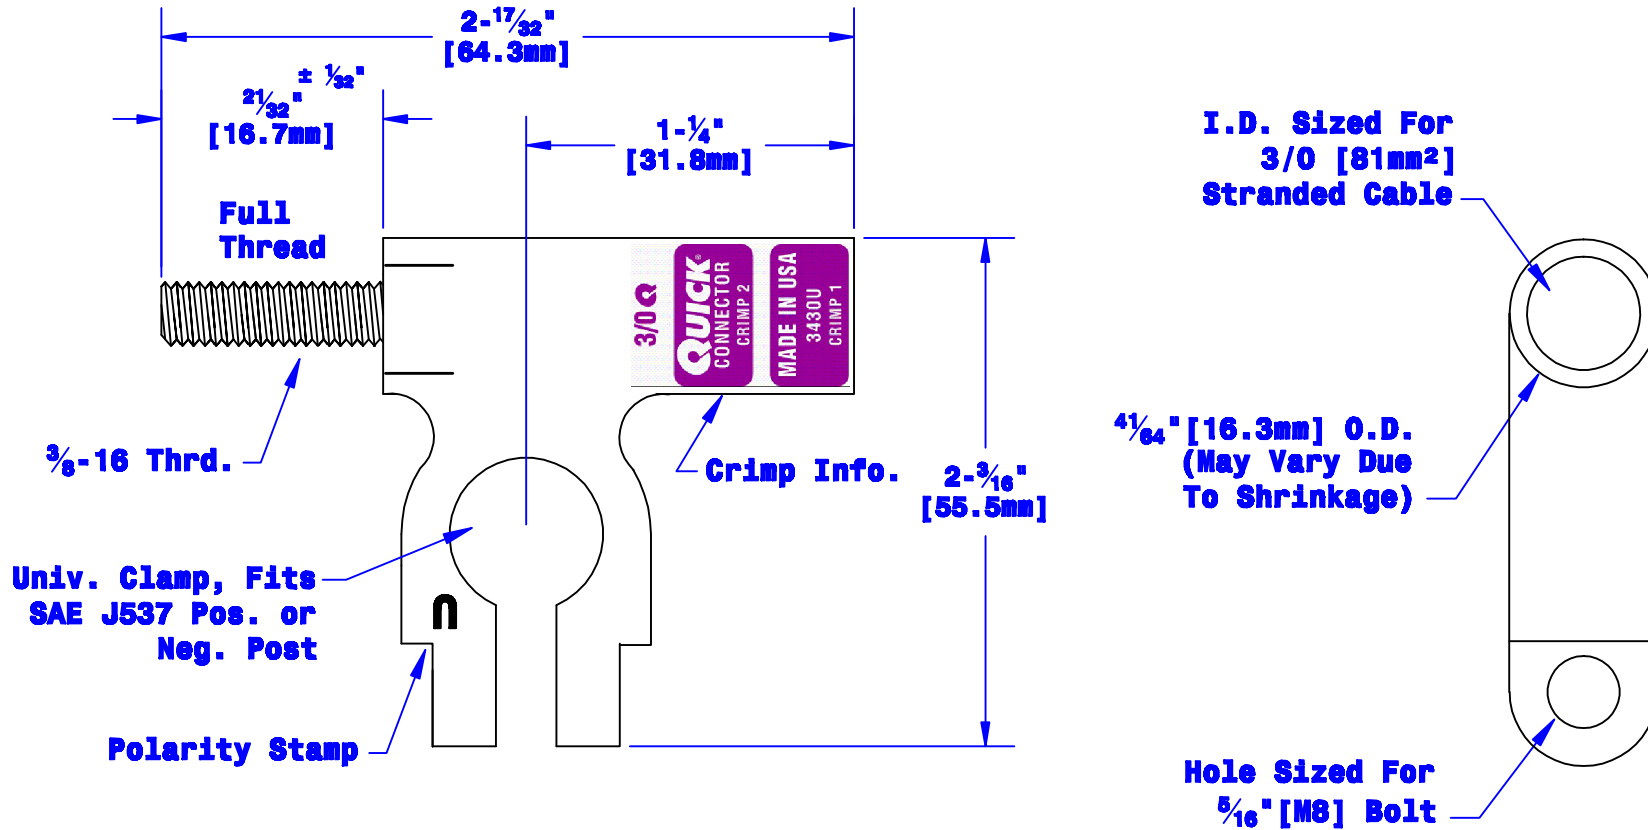 2-17/32"
[64.3mm]
± 1/32"
21/32"
[16.7mm]
1-1/4"
[31.8mm]
Full
Thread
3/0 Q
QUICK®
CONNECTOR
CRIMP 2
MADE IN USA
3430U
CRIMP 1
3/8-16 Thrd.
Crimp Info.
2-3/16"
[55.5mm]
Univ. Clamp, Fits
SAE J537 Pos. or
Neg. Post
n
Polarity Stamp
I.D. Sized For
3/0 [81mm²]
Stranded Cable
41/64"[16.3mm] O.D.
(May Vary Due
To Shrinkage)
Hole Sized For
5/16"[M8] Bolt